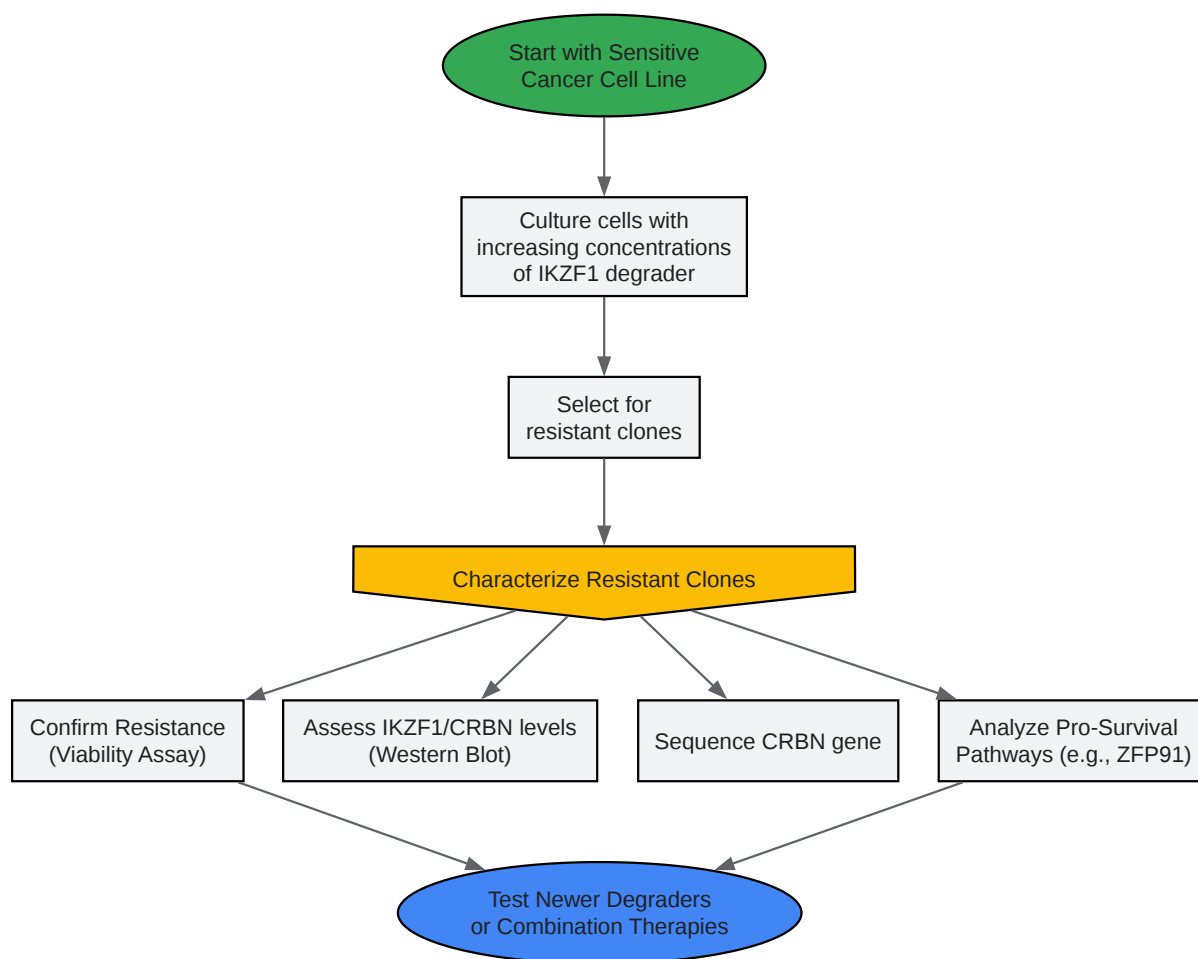 Start with Sensitive
Cancer Cell Line
Culture cells with
increasing concentrations
of IKZF1 degrader
Select for
resistant clones
Characterize Resistant Clones
Confirm Resistance
(Viability Assay)
Assess IKZF1/CRBN levels
(Western Blot)
Sequence CRBN gene
Analyze Pro-Survival
Pathways (e.g., ZFP91)
Test Newer Degraders
or Combination Therapies